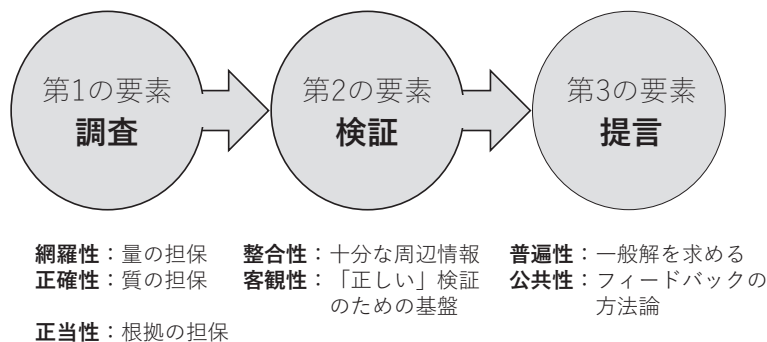 第1の要素
調査
第2の要素
検証
第3の要素
提言
網羅性：量の担保
正確性：質の担保
正当性：根拠の担保
整合性：十分な周辺情報
客観性：「正しい」検証
のための基盤
普遍性：一般解を求める
公共性：フィードバックの
方法論